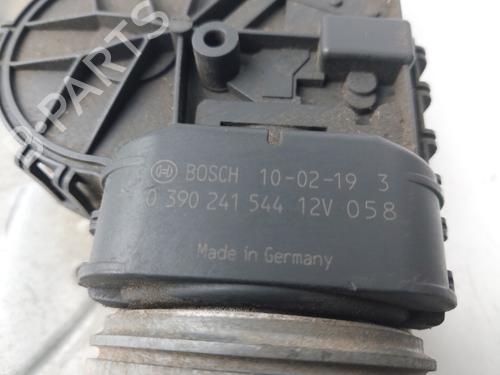 B-PARTS
BOSCH 10-02-19 3
0 390 241 544 12V 058
Made in Germany